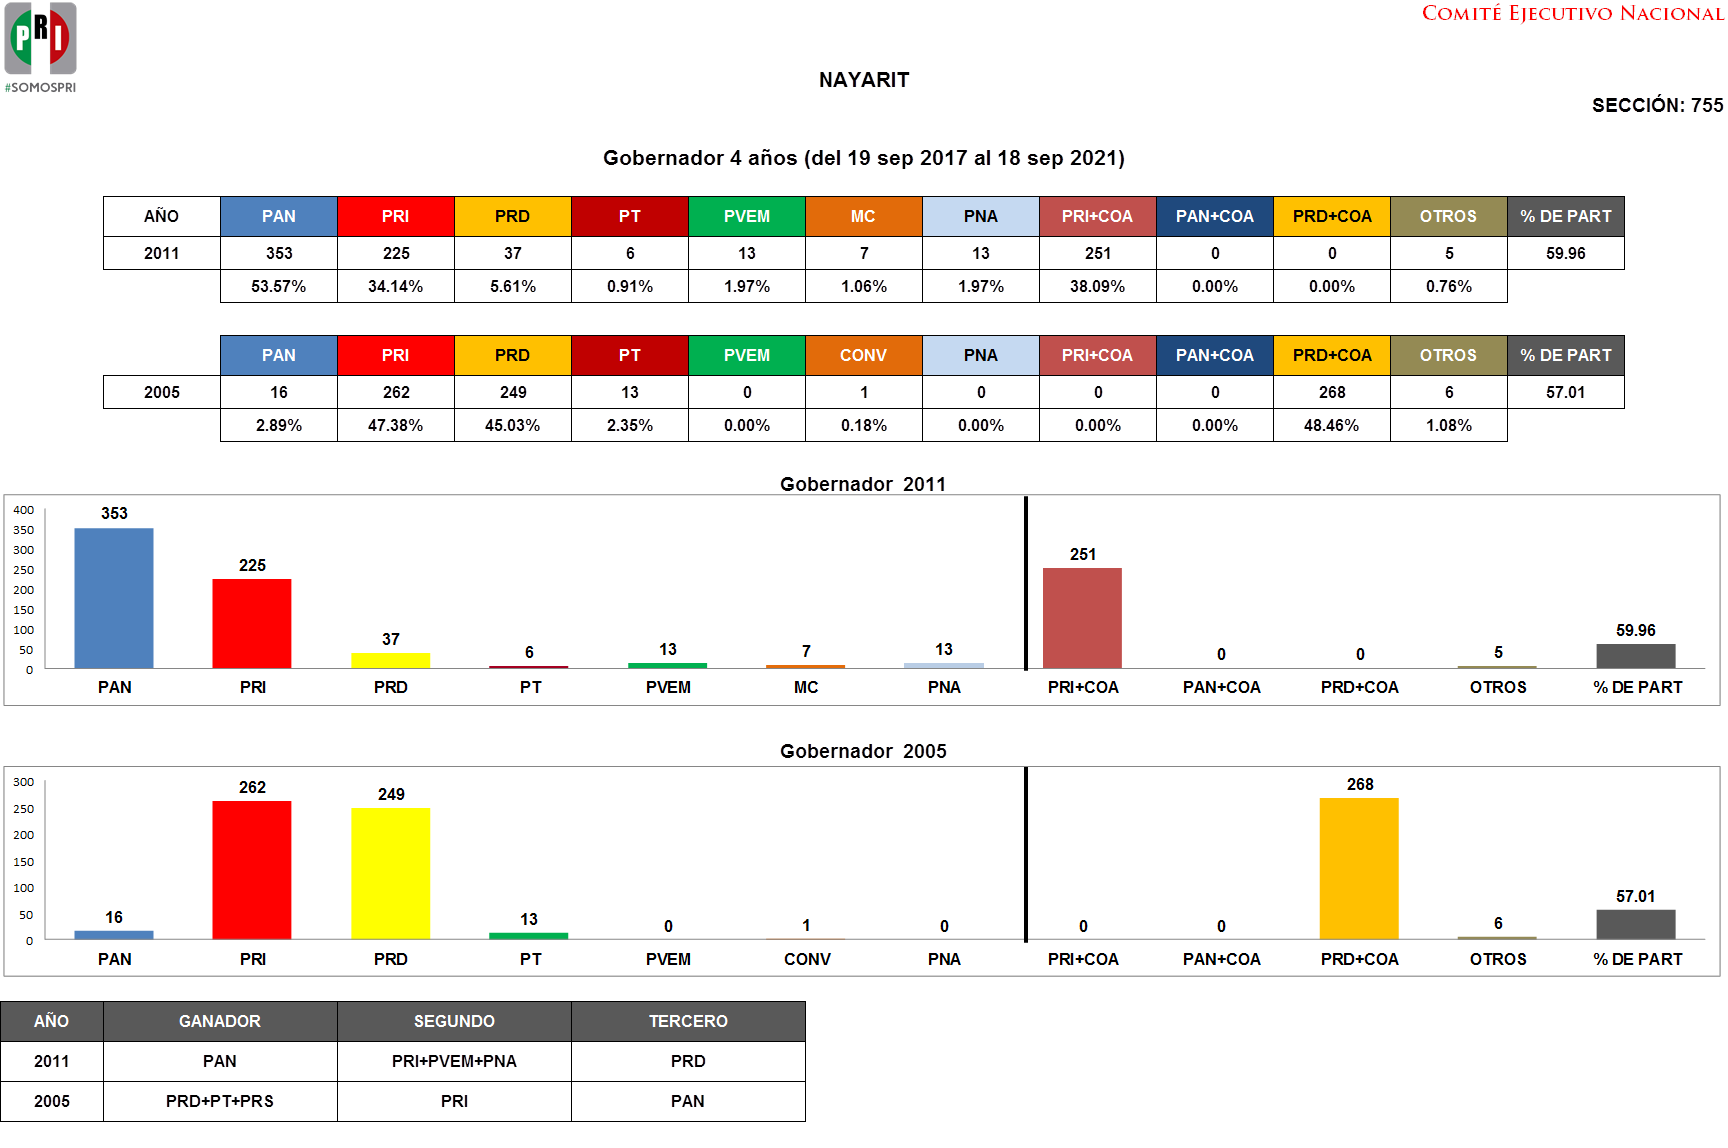 PRI
#SOMOSPRI
COMITÉ EJECUTIVO NACIONAL
NAYARIT
SECCIÓN: 755
Gobernador 4 años (del 19 sep 2017 al 18 sep 2021)
AÑO PAN PRI PRD PT PVEM MC PNA PRI+COA PAN+COA PRD+COA OTROS % DE PART
2011 353 225 37 6 13 7 13 251 0 0 5 59.96
53.57% 34.14% 5.61% 0.91% 1.97% 1.06% 1.97% 38.09% 0.00% 0.00% 0.76%
PAN PRI PRD PT PVEM CONV PNA PRI+COA PAN+COA PRD+COA OTROS % DE PART
2005 16 262 249 13 0 1 0 0 0 268 6 57.01
2.89% 47.38% 45.03% 2.35% 0.00% 0.18% 0.00% 0.00% 0.00% 48.46% 1.08%
Gobernador 2011
400
350
300
250
200
150
100
50
0
353 225 37 6 13 7 13 251 0 0 5 59.96
PAN PRI PRD PT PVEM MC PNA PRI+COA PAN+COA PRD+COA OTROS % DE PART
Gobernador 2005
300
250
200
150
100
50
0
16 262 249 13 0 1 0 0 0 268 6 57.01
PAN PRI PRD PT PVEM CONV PNA PRI+COA PAN+COA PRD+COA OTROS % DE PART
AÑO GANADOR SEGUNDO TERCERO
2011 PAN PRI+PVEM+PNA PRD
2005 PRD+PT+PRS PRI PAN